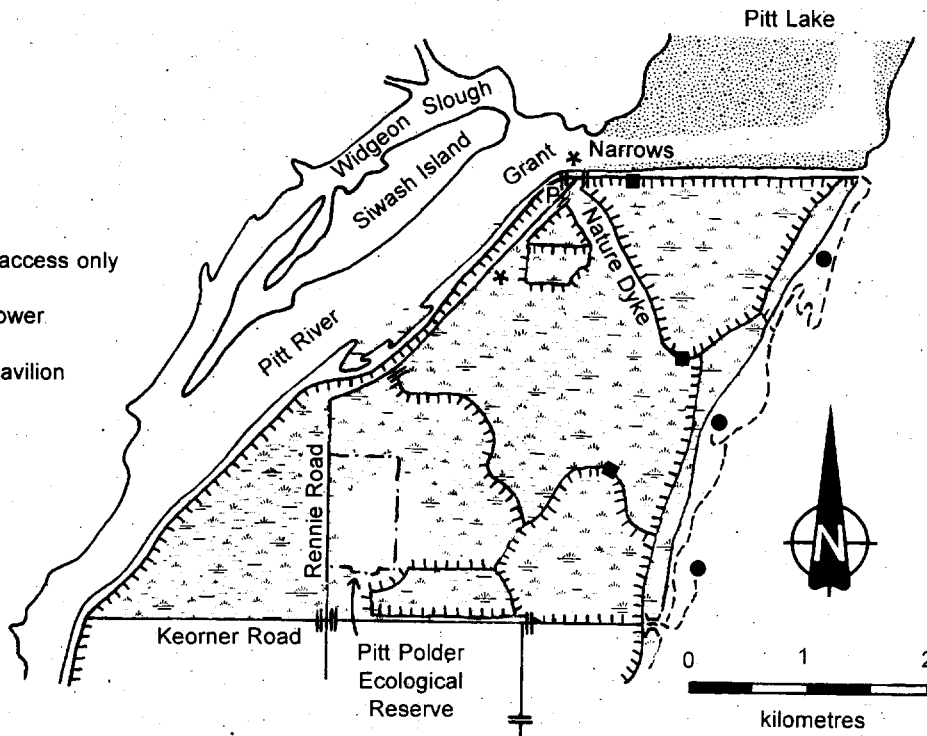 Pitt Lake
Widgeon Slough
Siwash Island
Grant Narrows
P
access only
Nature Dyke
ower
Pitt River
avilion
Rennie Road
N
Keorner Road
Pitt Polder
Ecological
Reserve
0 1 2
kilometres